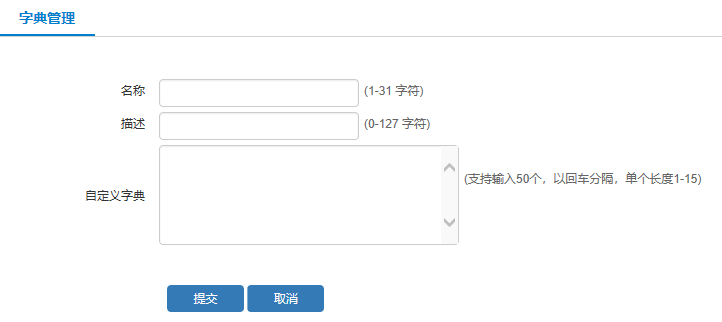 字典管理
名称 (1-31 字符)
描述 (0-127 字符)
自定义字典 (支持输入50个，以回车分隔，单个长度1-15)
提交 取消